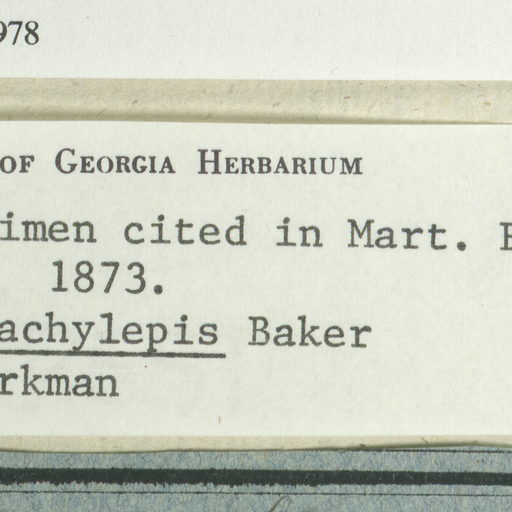 978
OF GEORGIA HERBARIUM
imen cited in Mart.
1873.
achylepis Baker
rkman